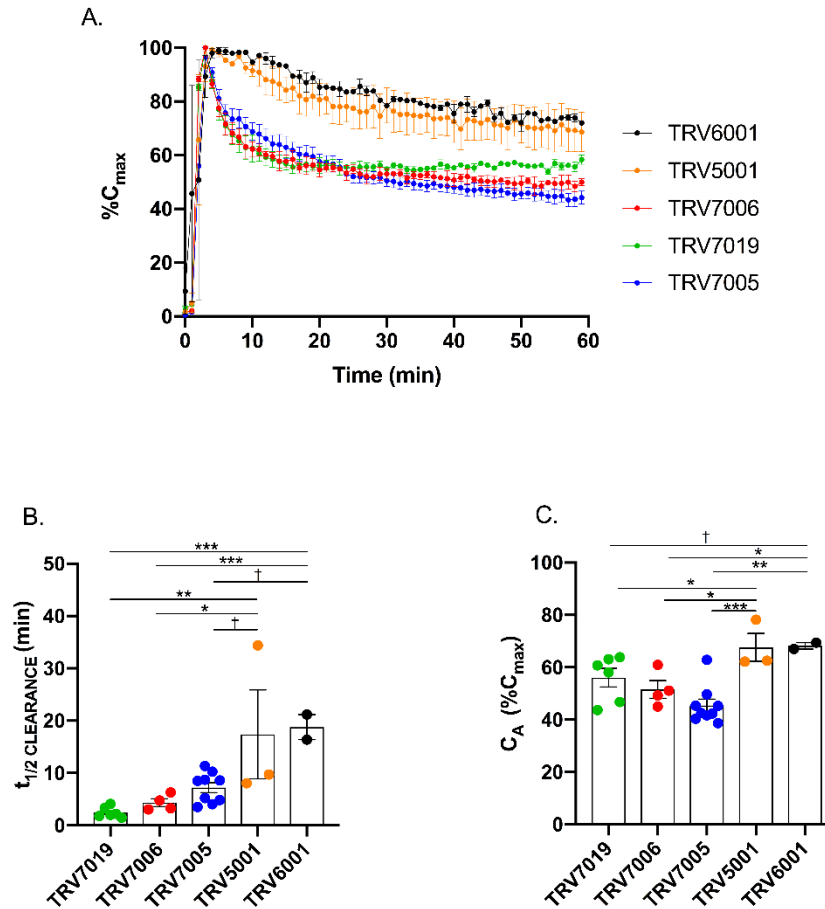 A.
%Cmax
100
80
60
40
20
0
0 10 20 30 40 50 60
Time (min)
TRV6001
TRV5001
TRV7006
TRV7019
TRV7005
B.
t1/2 CLEARANCE (min)
***
***
†
**
*
†
50
40
30
20
10
0
TRV7019 TRV7006 TRV7005 TRV5001 TRV6001
C.
CA (%Cmax)
†
*
**
*
*
***
100
80
60
40
20
0
TRV7019 TRV7006 TRV7005 TRV5001 TRV6001